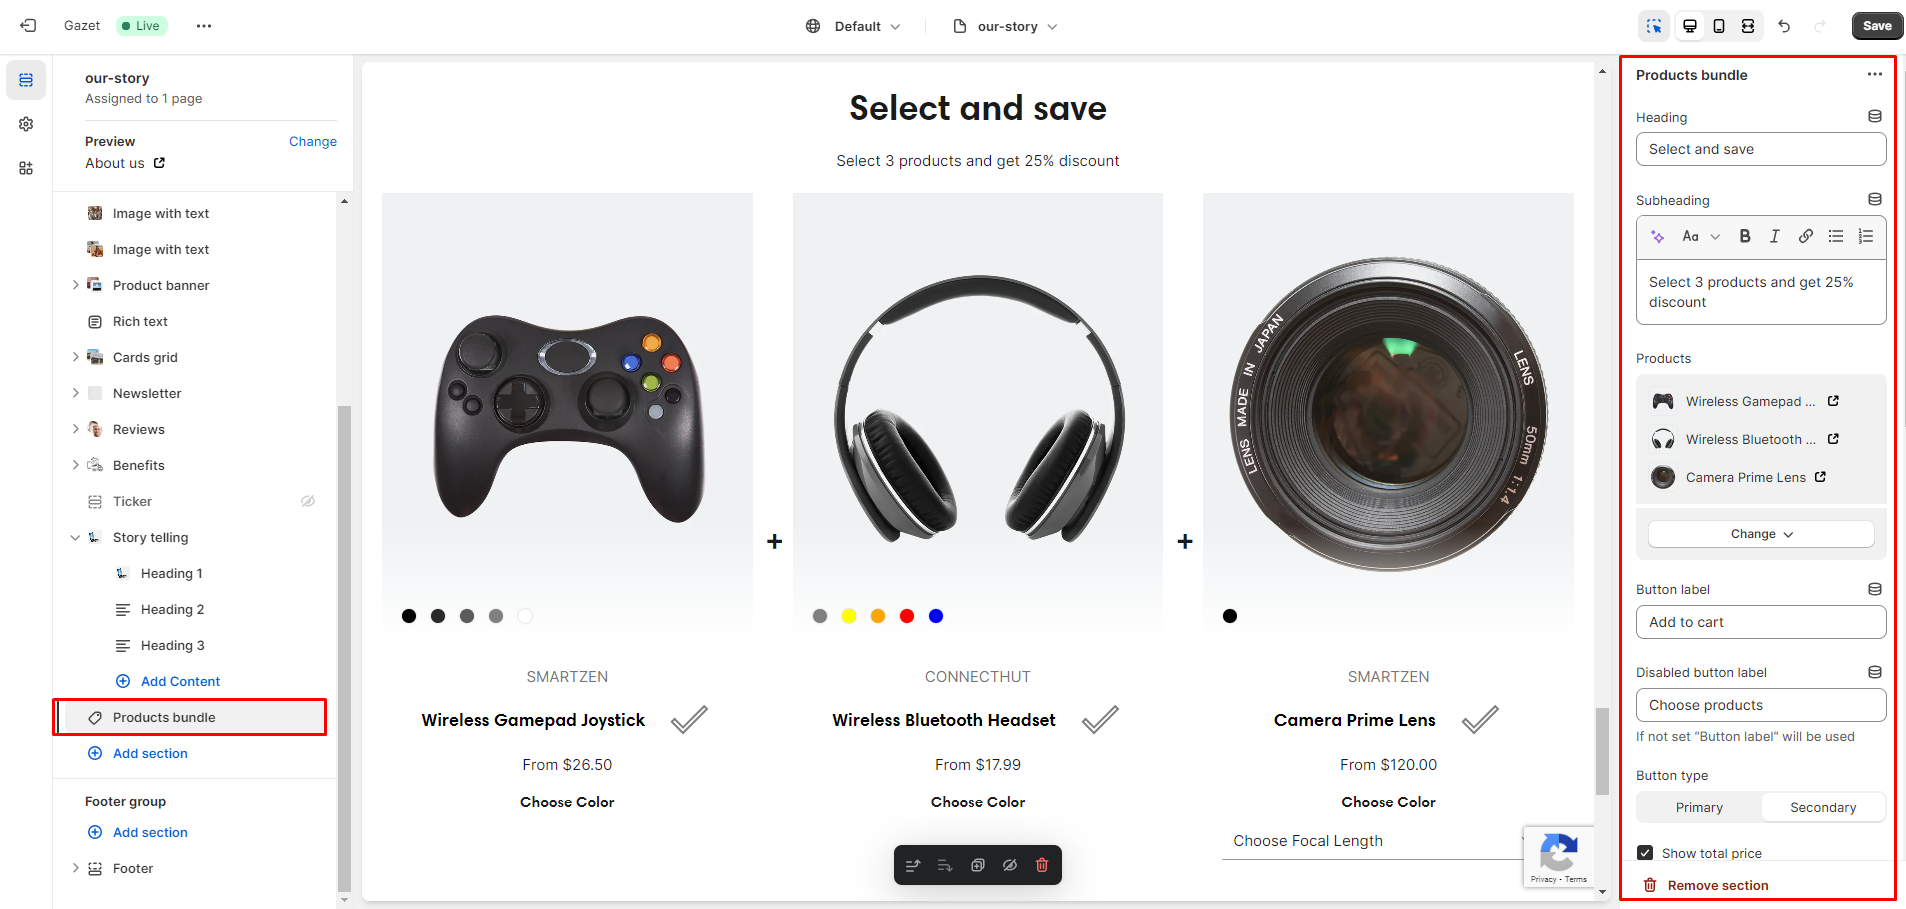 Gazet
Live
Default
our-story
Save
our-story
Assigned to 1 page
Preview
Change
About us
Image with text
Image with text
Product banner
Rich text
Cards grid
Newsletter
Reviews
Benefits
Ticker
Story telling
Heading 1
Heading 2
Heading 3
Add Content
Products bundle
Add section
Footer group
Add section
Footer
Select and save
Select 3 products and get 25% discount
LENS MADE IN JAPAN
LENS
50mm 1:1.4
+
+
SMARTZEN
Wireless Gamepad Joystick
From $26.50
Choose Color
CONNECTHUT
Wireless Bluetooth Headset
From $17.99
Choose Color
SMARTZEN
Camera Prime Lens
From $120.00
Choose Color
Choose Focal Length
Privacy - Terms
Products bundle
Heading
Select and save
Subheading
Aa B I
Select 3 products and get 25%
discount
Products
Wireless Gamepad ...
Wireless Bluetooth ...
Camera Prime Lens
Change
Button label
Add to cart
Disabled button label
Choose products
If not set “Button label” will be used
Button type
Primary
Secondary
Show total price
Remove section